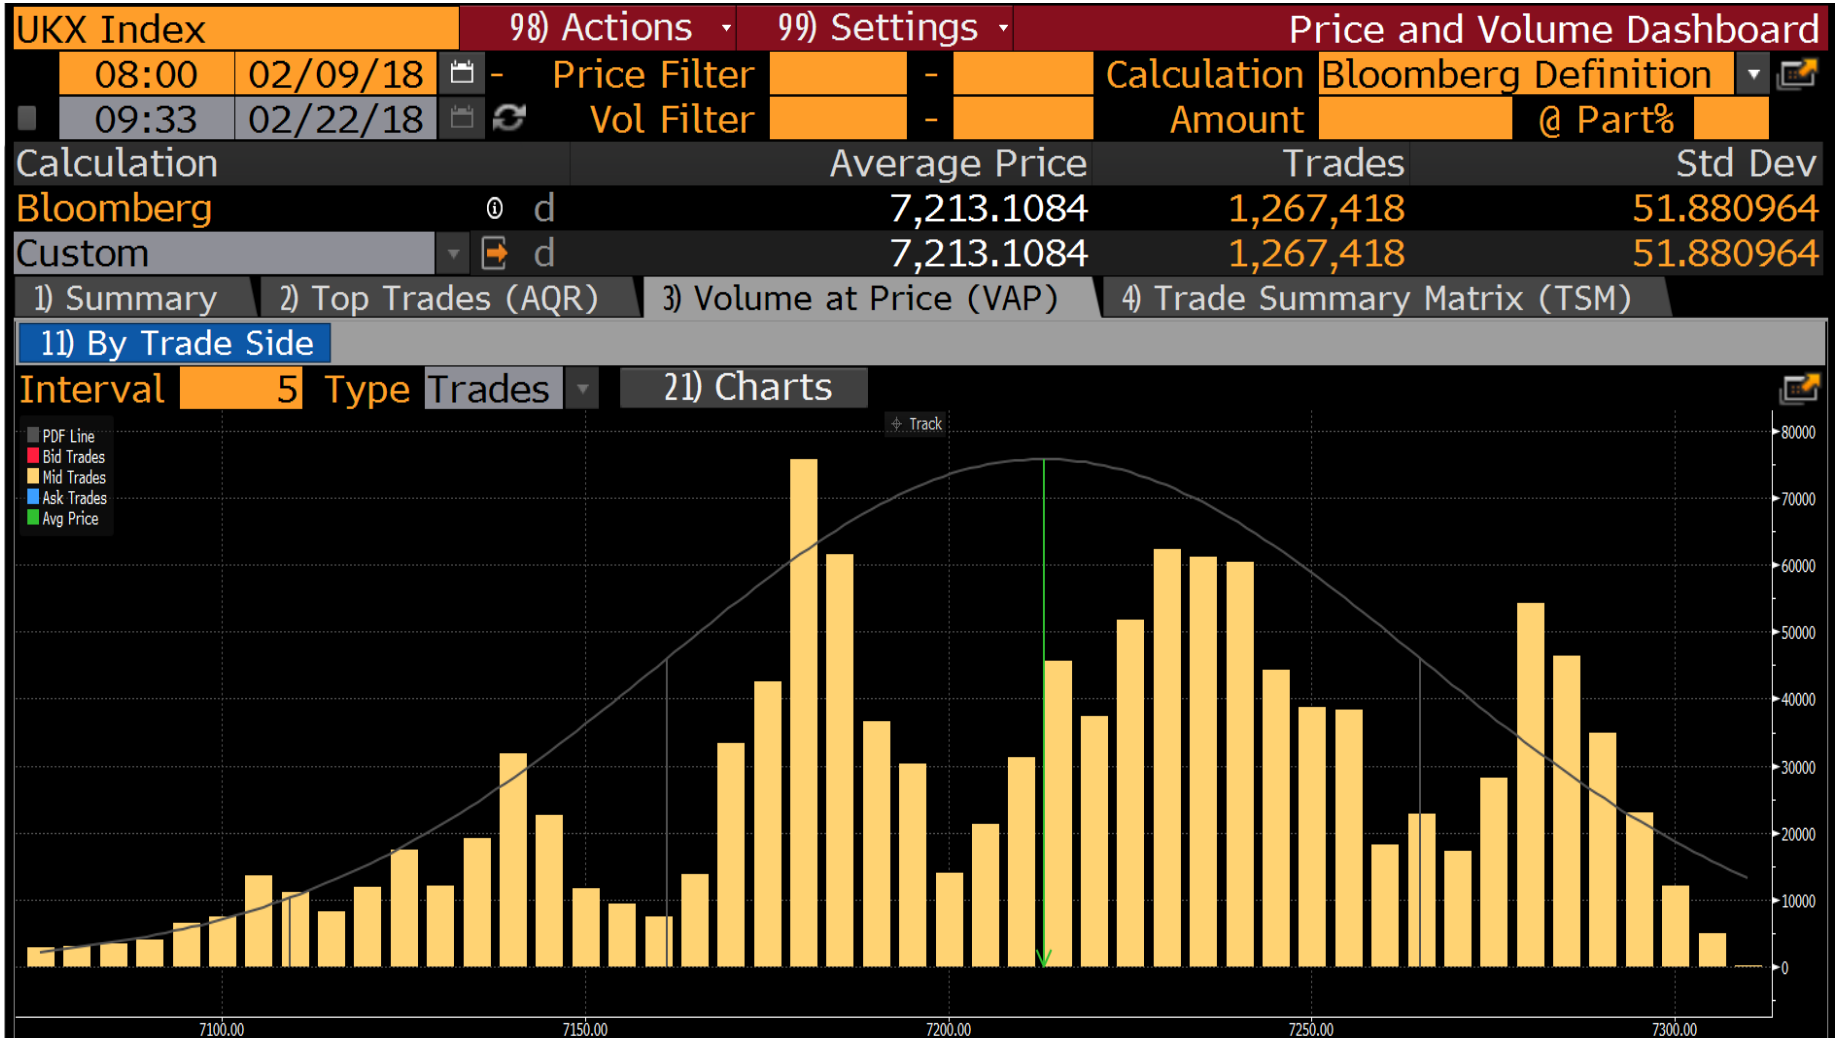 UKX Index 98) Actions 99) Settings Price and Volume Dashboard
08:00 02/09/18 - Price Filter - Calculation Bloomberg Definition
09:33 02/22/18 Vol Filter - Amount @ Part%
Calculation Average Price Trades Std Dev
Bloomberg d 7,213.1084 1,267,418 51.880964
Custom d 7,213.1084 1,267,418 51.880964
1) Summary 2) Top Trades (AQR) 3) Volume at Price (VAP) 4) Trade Summary Matrix (TSM)
11) By Trade Side
Interval 5 Type Trades 21) Charts
Track
PDF Line
Bid Trades
Mid Trades
Ask Trades
Avg Price
80000
70000
60000
50000
40000
30000
20000
10000
0
7100.00 7150.00 7200.00 7250.00 7300.00